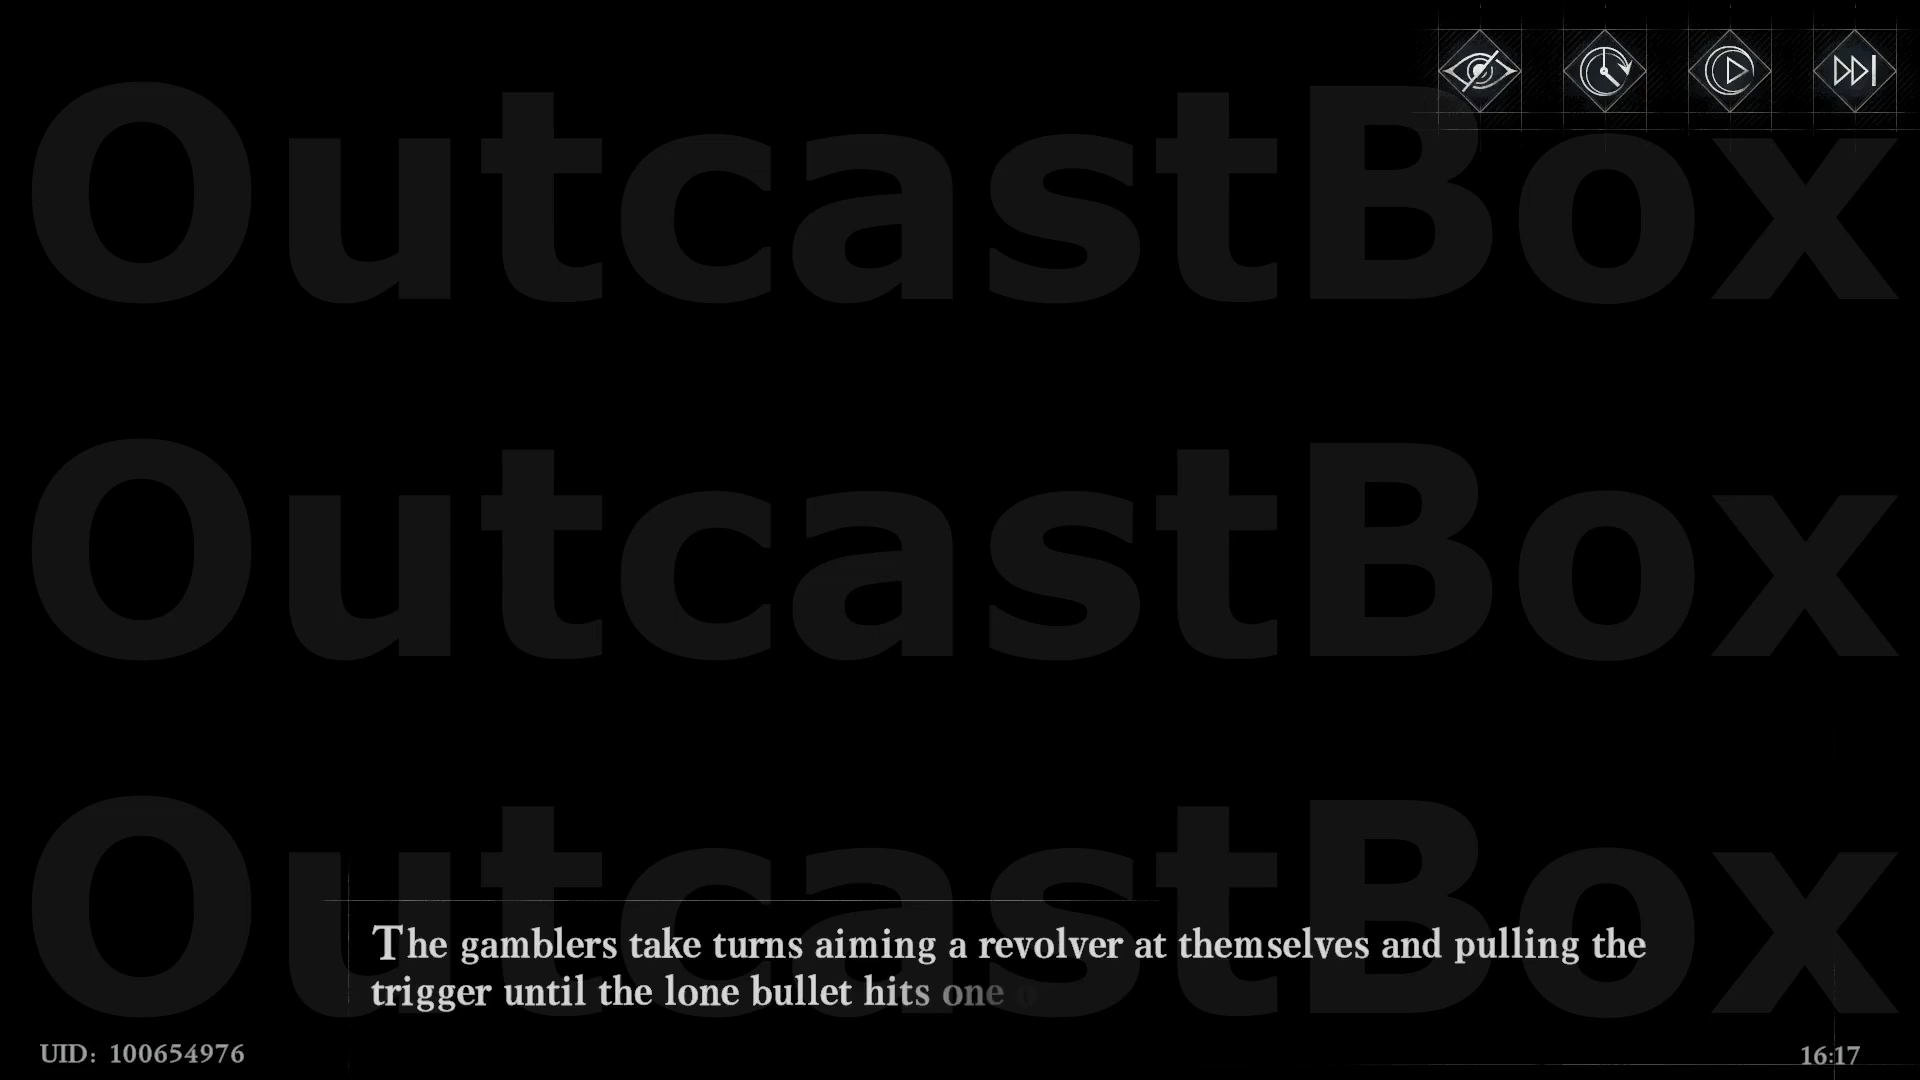 OutcastBox
OutcastBox
OutcastBox
The gamblers take turns aiming a revolver at themselves and pulling the
trigger until the lone bullet hits one o
UID: 100654976
16:17